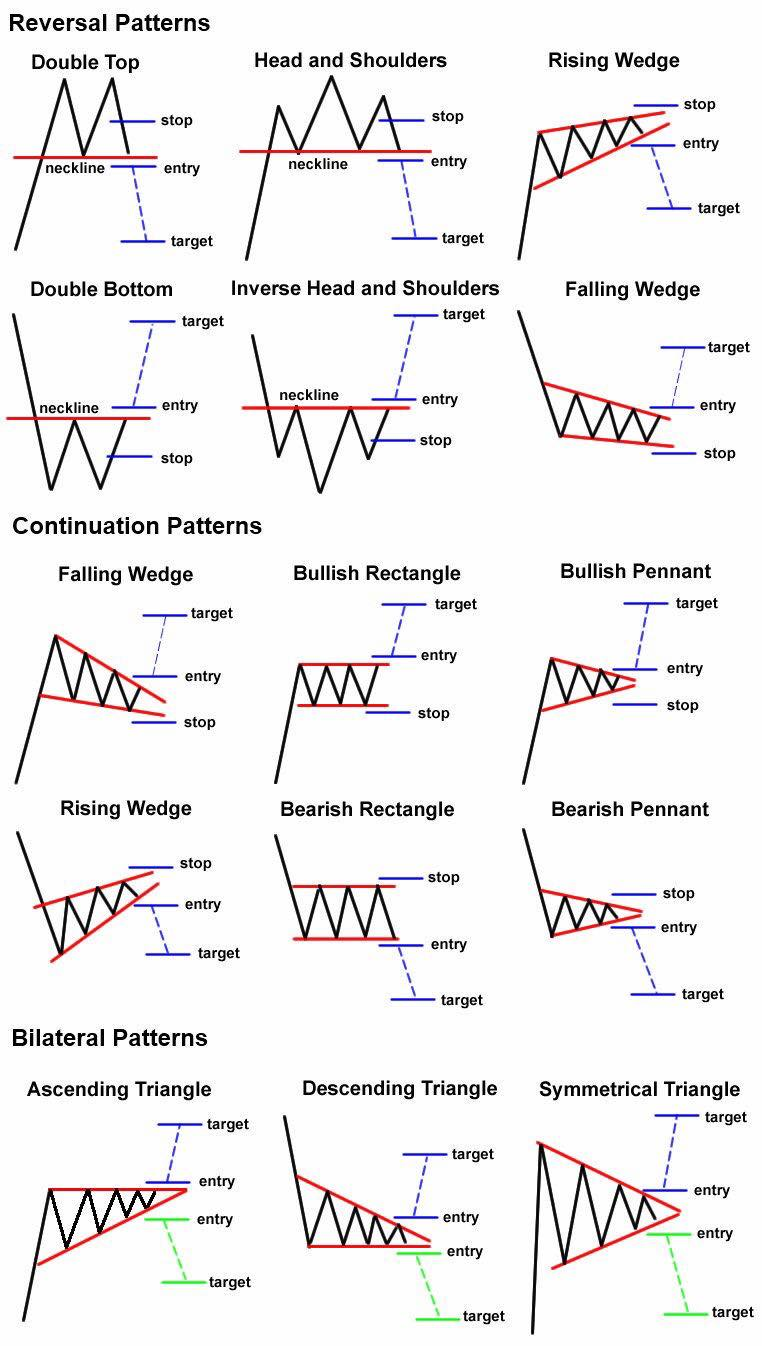 Reversal Patterns
Double Top
Head and Shoulders
Rising Wedge
stop
neckline
entry
target
stop
neckline
entry
target
stop
entry
target
Double Bottom
Inverse Head and Shoulders
Falling Wedge
target
neckline
entry
stop
target
neckline
entry
stop
target
entry
stop
Continuation Patterns
Falling Wedge
Bullish Rectangle
Bullish Pennant
target
entry
stop
target
entry
stop
target
entry
stop
Rising Wedge
Bearish Rectangle
Bearish Pennant
stop
entry
target
stop
entry
target
stop
entry
target
Bilateral Patterns
Ascending Triangle
Descending Triangle
Symmetrical Triangle
target
entry
entry
target
target
entry
entry
target
target
entry
entry
target